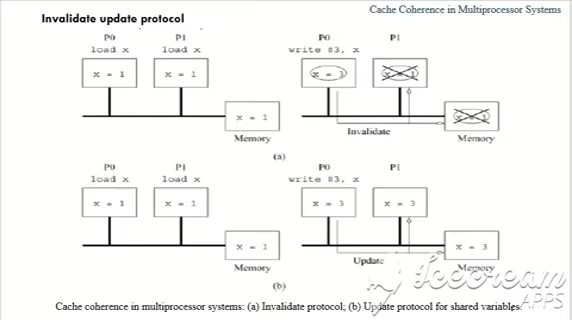 Cache Coherence in Multiprocessor Systems
Invalidate update protocol
P0 P1 P0 P1
load x load x write #3, x
x = 1 x = 1 x = 3 x = 1
x = 1 x = 1
Invalidate
Memory Memory
(a)
P0 P1 P0 P1
load x load x write #3, x
x = 1 x = 1 x = 3 x = 3
x = 1 x = 3
Update
Memory Memory
(b)
Icecream
APPS
Cache coherence in multiprocessor systems: (a) Invalidate protocol; (b) Update protocol for shared variables.